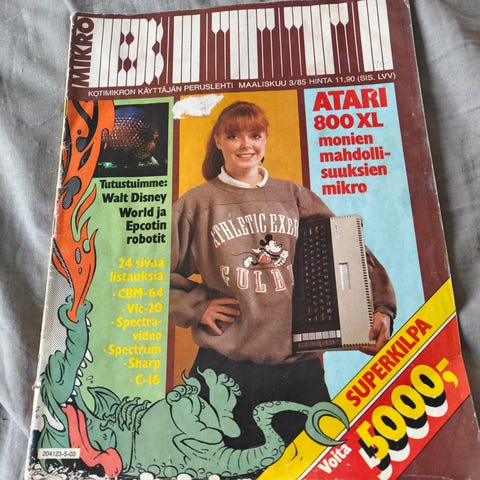 MIKRO
BITTI
KOTIMIKRON KÄYTTÄJÄN PERUSLEHTI MAALISKUU 3/85 HINTA 11,90 (SIS. LVV)
ATARI
800 XL
monien
mahdolli-
suuksien
mikro
Tutustuimme:
Walt Disney
World ja
Epcotin
robotit
24 sivua
listauksia
• CBM-64
• Vic-20
• Spectra-
video
• Spectrum
• Sharp
• C-16
ATHLETIC EXER
SUPERKILPA
Voita
5000,-
204123-5-03